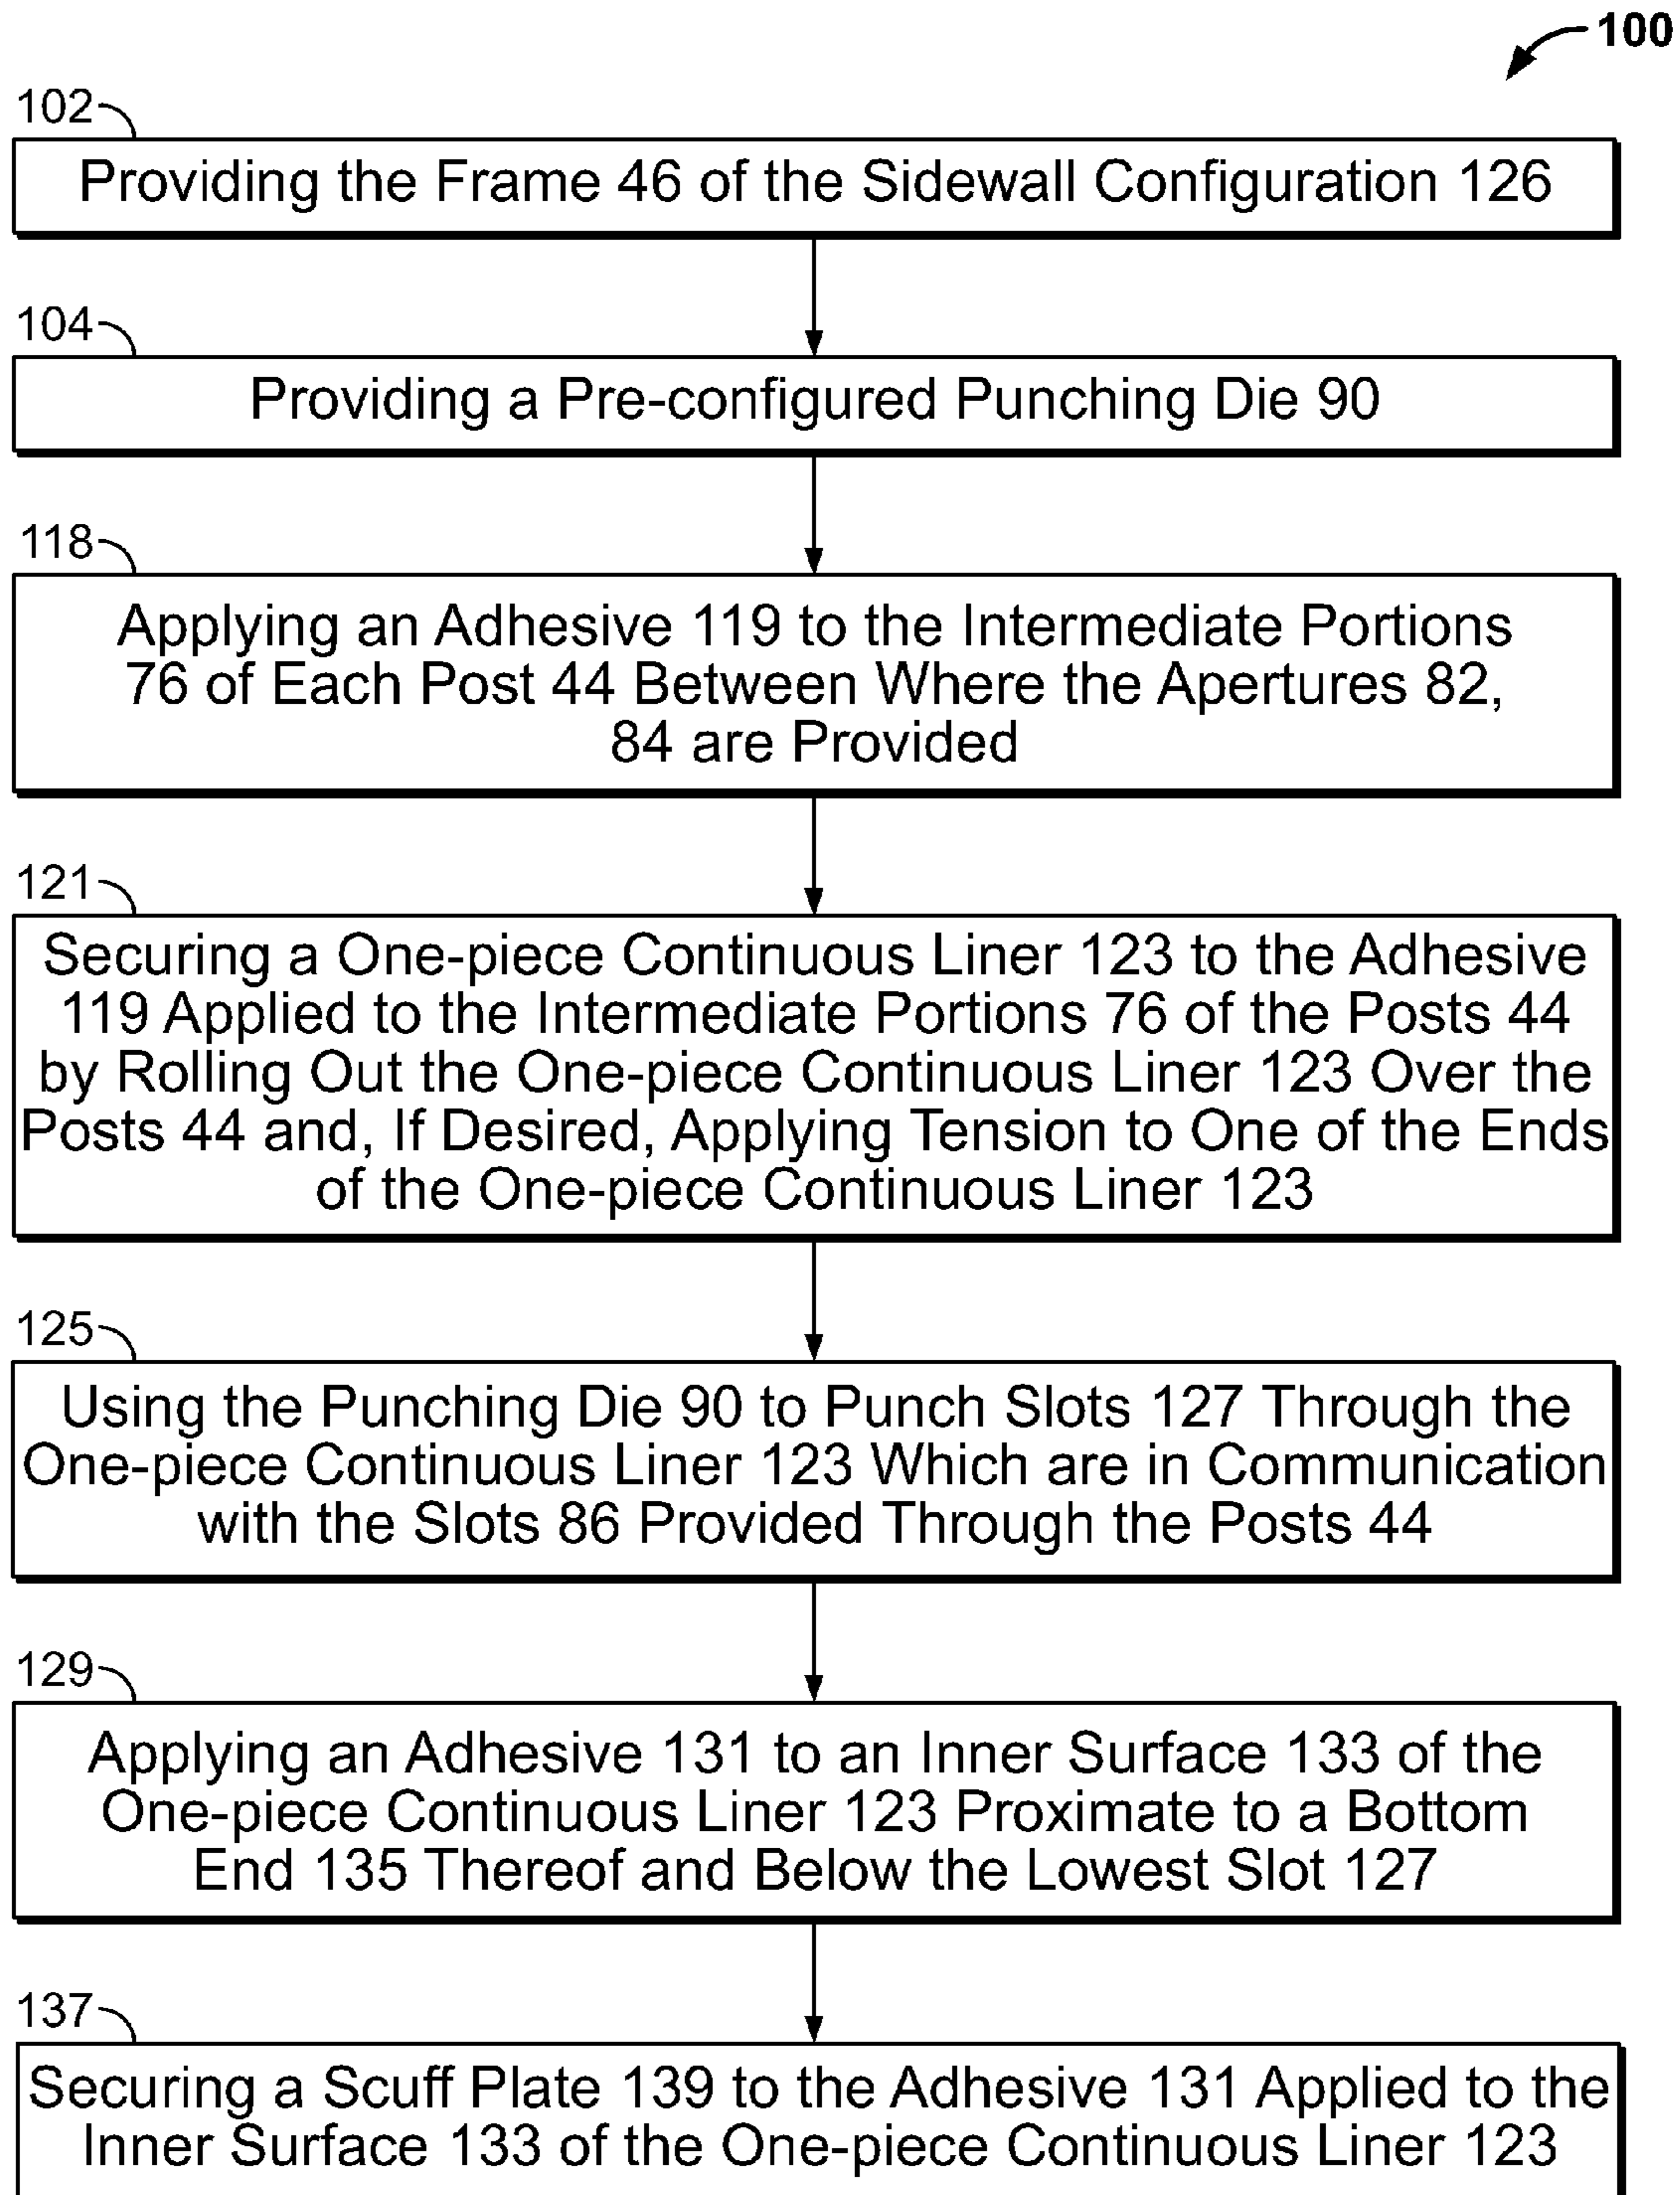 100
102
Providing the Frame 46 of the Sidewall Configuration 126
104
Providing a Pre-configured Punching Die 90
118
Applying an Adhesive 119 to the Intermediate Portions
76 of Each Post 44 Between Where the Apertures 82,
84 are Provided
121
Securing a One-piece Continuous Liner 123 to the Adhesive
119 Applied to the Intermediate Portions 76 of the Posts 44
by Rolling Out the One-piece Continuous Liner 123 Over the
Posts 44 and, If Desired, Applying Tension to One of the Ends
of the One-piece Continuous Liner 123
125
Using the Punching Die 90 to Punch Slots 127 Through the
One-piece Continuous Liner 123 Which are in Communication
with the Slots 86 Provided Through the Posts 44
129
Applying an Adhesive 131 to an Inner Surface 133 of the
One-piece Continuous Liner 123 Proximate to a Bottom
End 135 Thereof and Below the Lowest Slot 127
137
Securing a Scuff Plate 139 to the Adhesive 131 Applied to the
Inner Surface 133 of the One-piece Continuous Liner 123